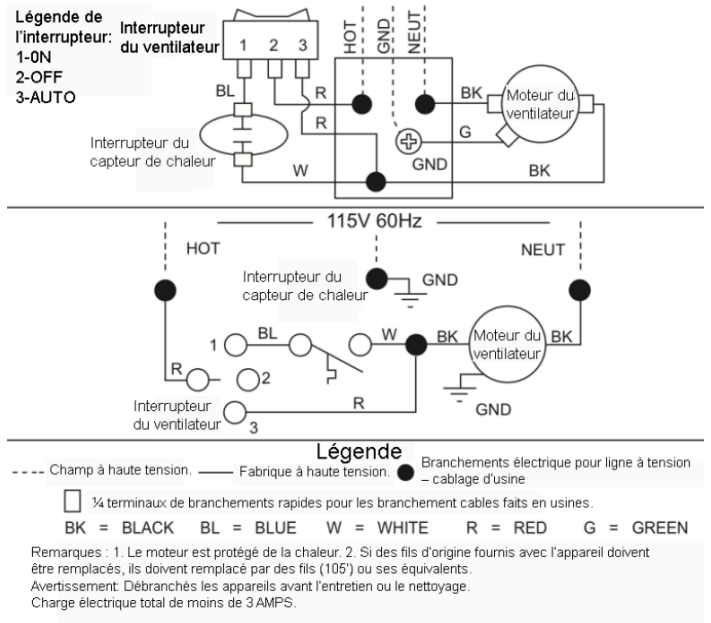 Légende de
l'interrupteur:
1-0N
2-OFF
3-AUTO
Interrupteur
du ventilateur
1 2 3
HOT
GND
NEUT
BL
R
R
BK
Moteur du
ventilateur
G
GND
Interrupteur du
capteur de chaleur
W
BK
115V 60Hz
HOT
NEUT
Interrupteur du
capteur de chaleur
GND
1
BL
W
BK
Moteur du
ventilateur
BK
R
2
Interrupteur
du ventilateur
3
R
GND
Légende
Champ à haute tension.
Fabrique à haute tension.
Branchements électrique pour ligne à tension
– cablage d'usine
¼ terminaux de branchements rapides pour les branchement cables faits en usines.
BK = BLACK BL = BLUE W = WHITE R = RED G = GREEN
Remarques : 1. Le moteur est protégé de la chaleur. 2. Si des fils d'origine fournis avec l'appareil doivent
être remplacés, ils doivent remplacé par des fils (105') ou ses équivalents.
Avertissement: Débranchés les appareils avant l'entretien ou le nettoyage.
Charge électrique total de moins de 3 AMPS.